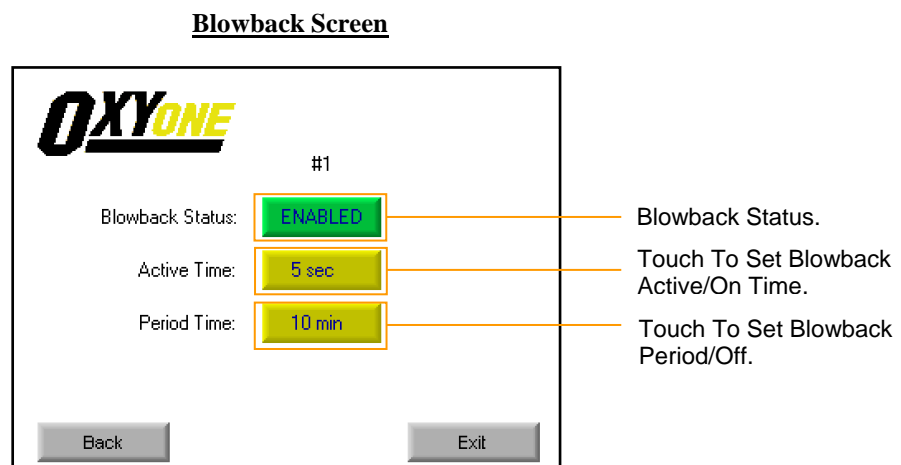 Blowback Screen
OXYONE
#1
Blowback Status: ENABLED
Blowback Status.
Active Time: 5 sec
Touch To Set Blowback
Active/On Time.
Period Time: 10 min
Touch To Set Blowback
Period/Off.
Back
Exit